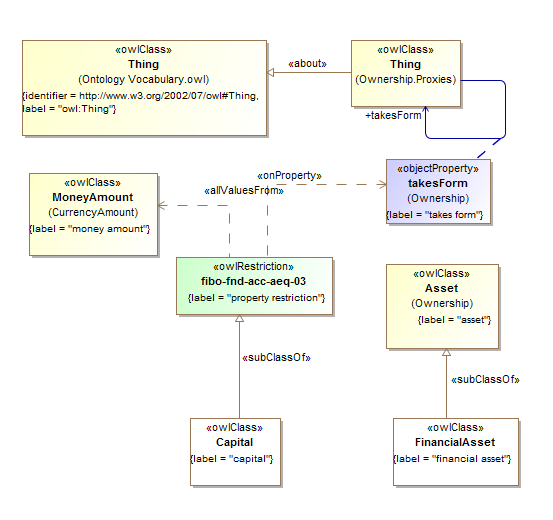 «owlClass»
Thing
(Ontology Vocabulary.owl)
{identifier = http://www.w3.org/2002/07/owl#Thing,
label = "owl:Thing"}
«about»
«owlClass»
Thing
(Ownership.Proxies)
+takesForm
«onProperty»
«objectProperty»
takesForm
(Ownership)
{label = "takes form"}
«owlClass»
MoneyAmount
(CurrencyAmount)
{label = "money amount"}
«allValuesFrom»
«owlRestriction»
fibo-fnd-acc-aeq-03
{label = "property restriction"}
«owlClass»
Asset
(Ownership)
{label = "asset"}
«subClassOf»
«subClassOf»
«owlClass»
Capital
{label = "capital"}
«owlClass»
FinancialAsset
{label = "financial asset"}